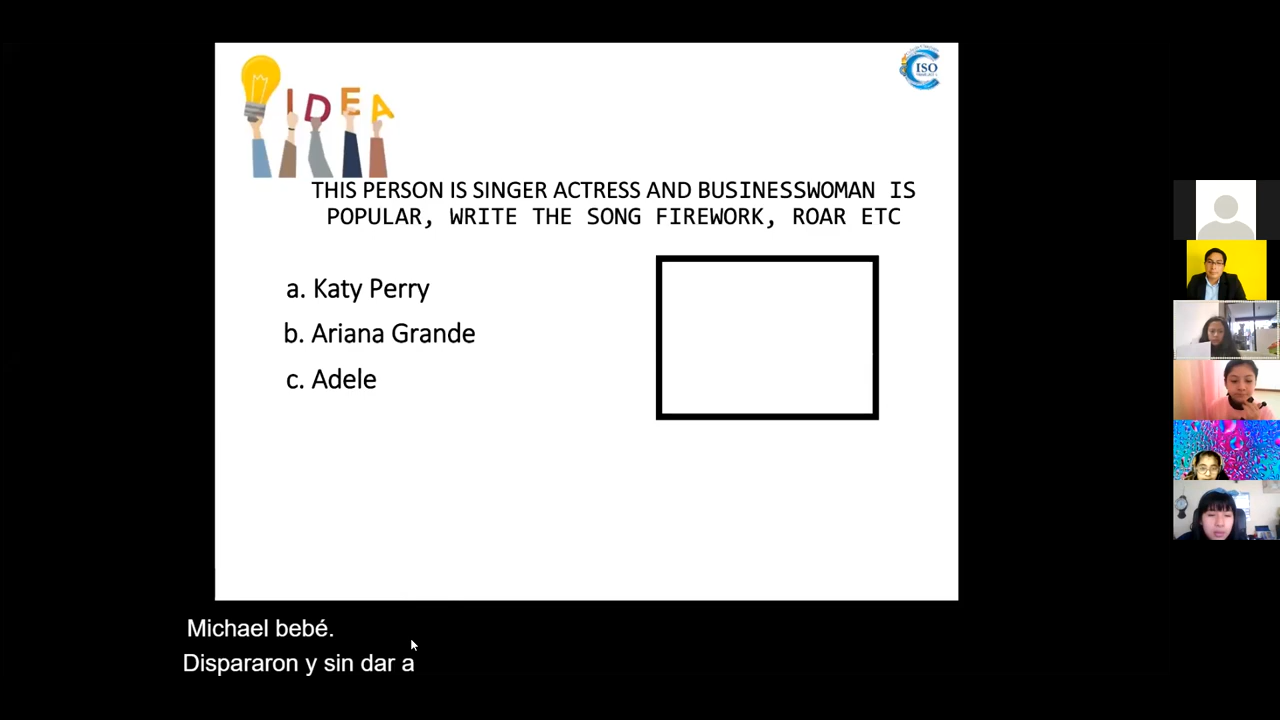 IDEA
ISO
THIS PERSON IS SINGER ACTRESS AND BUSINESSWOMAN IS
POPULAR, WRITE THE SONG FIREWORK, ROAR ETC
a. Katy Perry
b. Ariana Grande
c. Adele
Michael bebé.
Dispararon y sin dar a